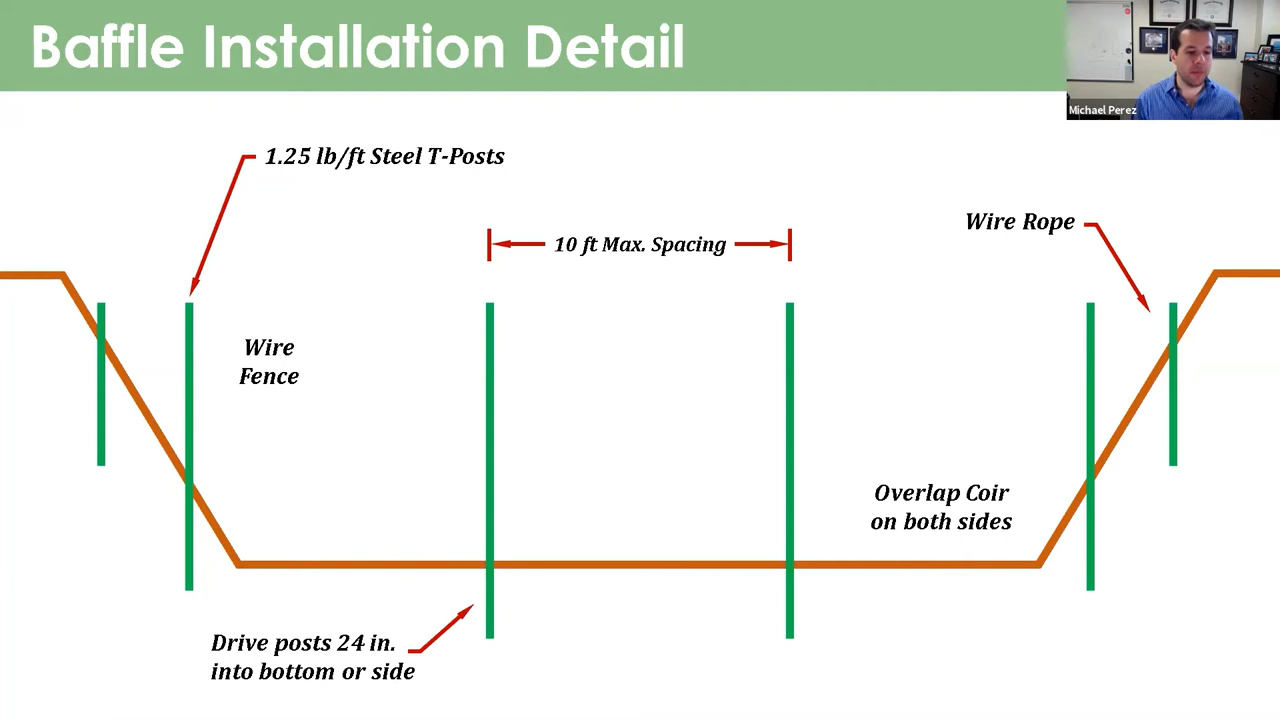 Baffle Installation Detail
Michael Perez
1.25 lb/ft Steel T-Posts
Wire Rope
10 ft Max. Spacing
Wire
Fence
Overlap Coir
on both sides
Drive posts 24 in.
into bottom or side